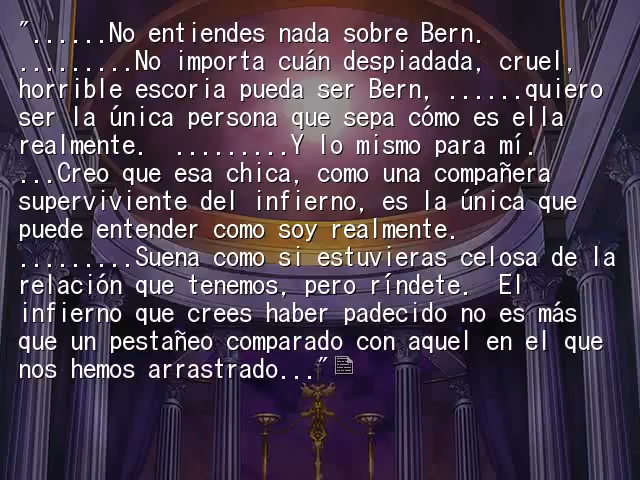 "......No entiendes nada sobre Bern.
.........No importa cuán despiadada, cruel,
horrible escoria pueda ser Bern, ......quiero
ser la única persona que sepa cómo es ella
realmente.  .........Y lo mismo para mí.
...Creo que esa chica, como una compañera
superviviente del infierno, es la única que
puede entender como soy realmente.
.........Suena como si estuvieras celosa de la
relación que tenemos, pero ríndete.  El
infierno que crees haber padecido no es más
que un pestañeo comparado con aquel en el que
nos hemos arrastrado..."